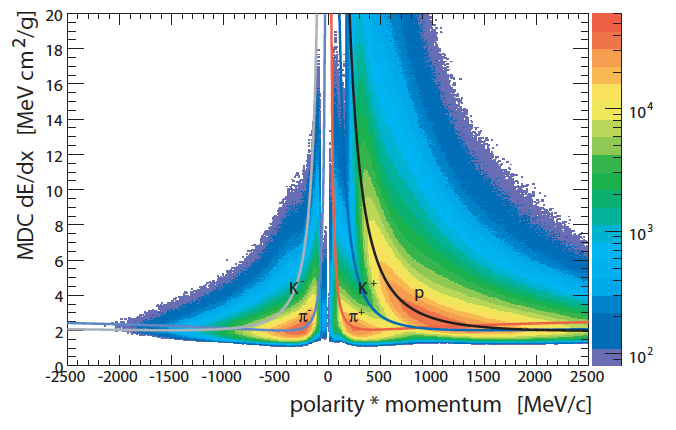 MDC dE/dx [MeV cm²/g]
20
18
16
14
12
10
8
6
4
2
0
K⁻
π⁻
K⁺
π⁺
p
-2500 -2000 -1500 -1000 -500 0 500 1000 1500 2000 2500
polarity * momentum [MeV/c]
10⁴
10³
10²